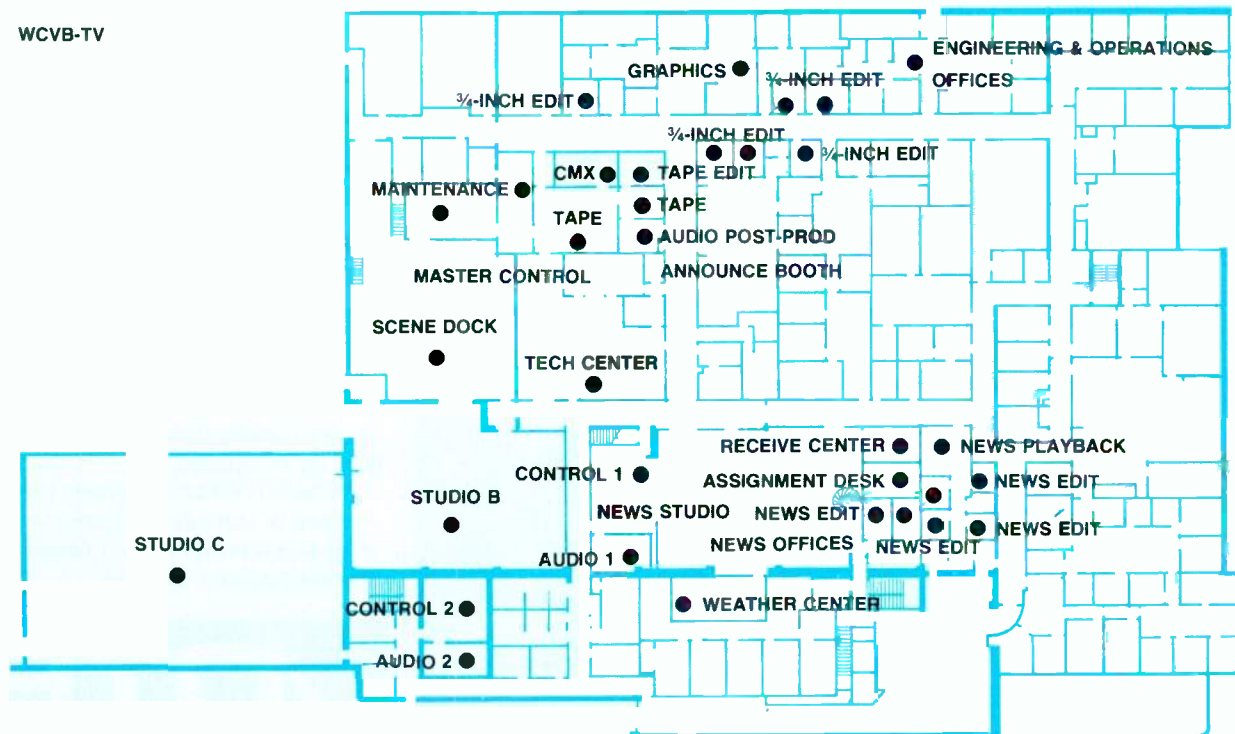 WCVB-TV
ENGINEERING & OPERATIONS
OFFICES
GRAPHICS
¾-INCH EDIT
¾-INCH EDIT
¾-INCH EDIT
¾-INCH EDIT
CMX
TAPE EDIT
MAINTENANCE
TAPE
TAPE
AUDIO POST-PROD
MASTER CONTROL
ANNOUNCE BOOTH
SCENE DOCK
TECH CENTER
RECEIVE CENTER
NEWS PLAYBACK
CONTROL 1
ASSIGNMENT DESK
NEWS EDIT
STUDIO B
NEWS STUDIO
NEWS EDIT
NEWS EDIT
STUDIO C
AUDIO 1
NEWS OFFICES
NEWS EDIT
CONTROL 2
WEATHER CENTER
AUDIO 2